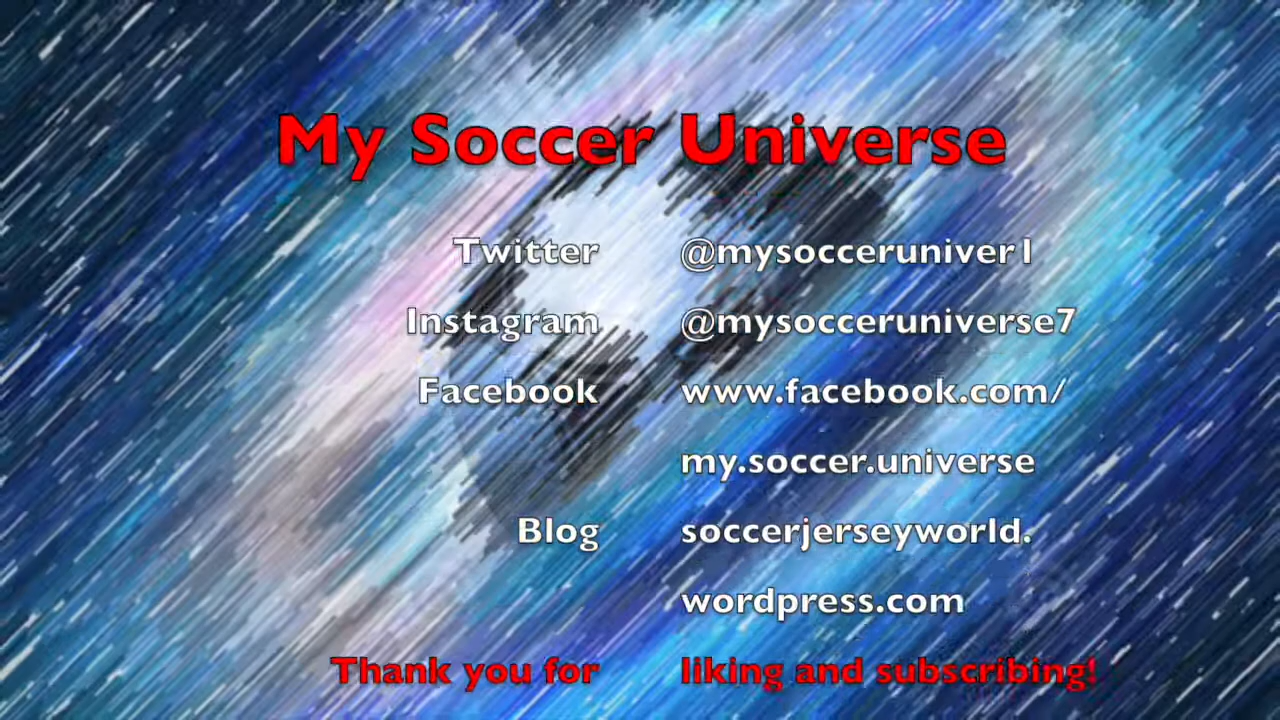 My Soccer Universe
Twitter @mysocceruniver1
Instagram @mysocceruniverse7
Facebook www.facebook.com/
my.soccer.universe
Blog soccerjerseyworld.
wordpress.com
Thank you for liking and subscribing!